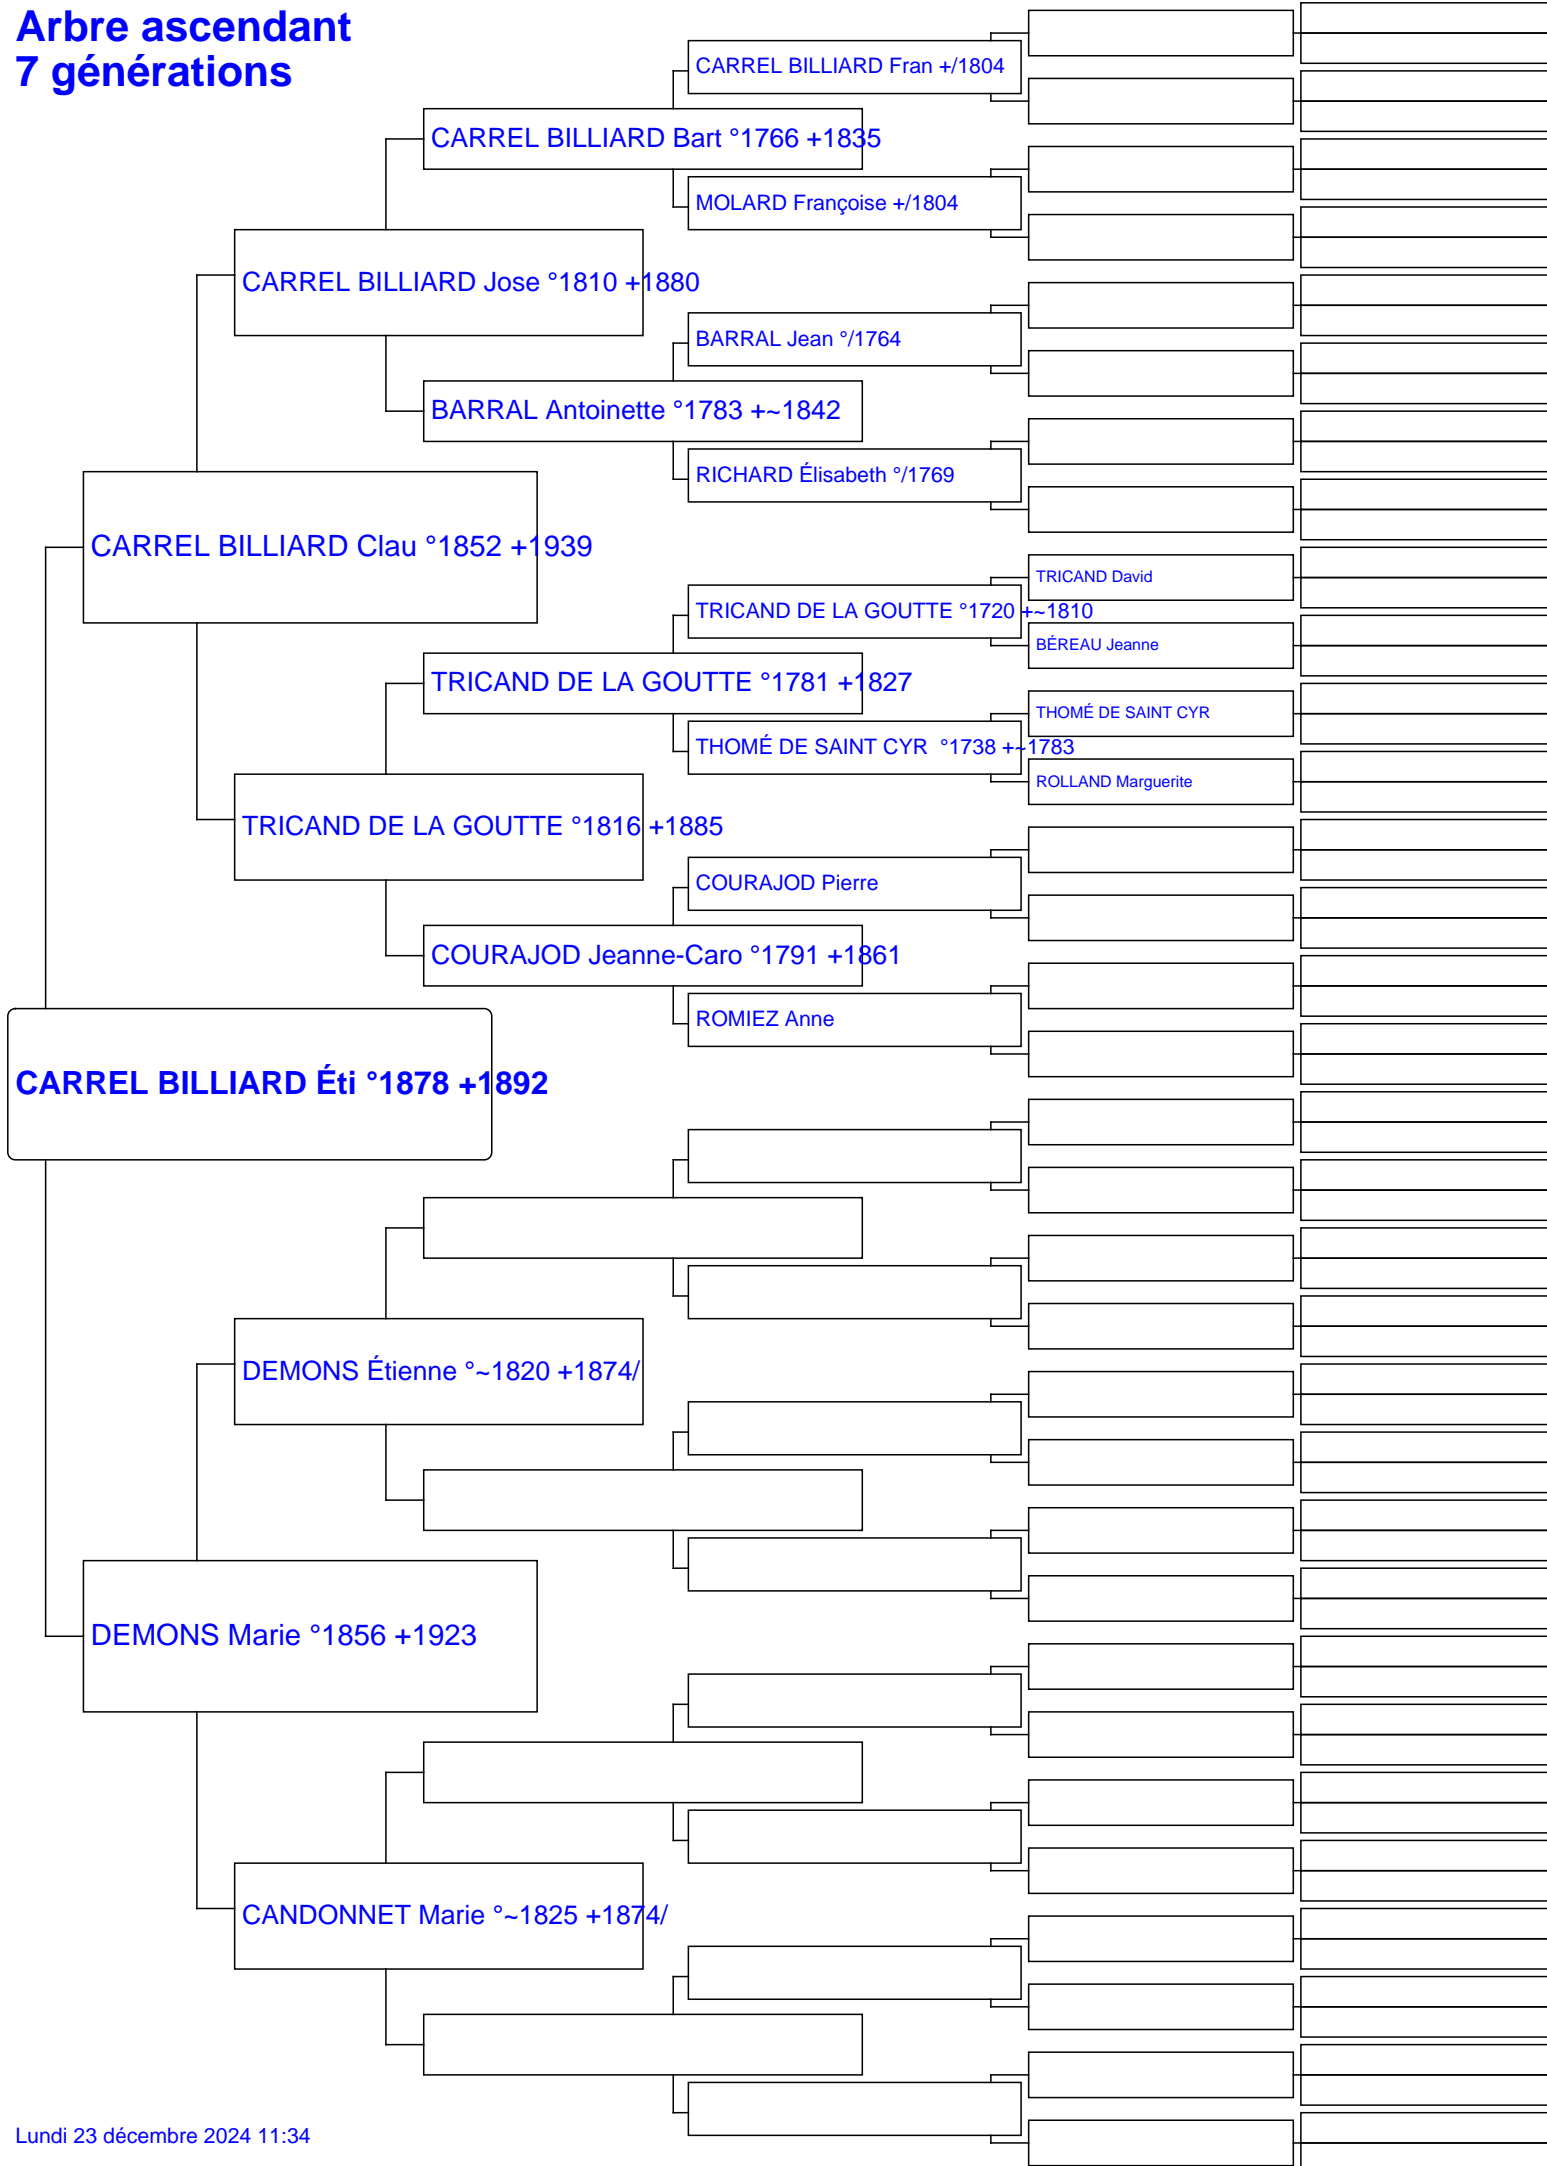 Arbre ascendant
7 générations
CARREL BILLIARD Fran +/1804
CARREL BILLIARD Bart °1766 +1835
MOLARD Françoise +/1804
CARREL BILLIARD Jose °1810 +1880
BARRAL Jean °/1764
BARRAL Antoinette °1783 +~1842
RICHARD Élisabeth °/1769
CARREL BILLIARD Clau °1852 +1939
TRICAND David
TRICAND DE LA GOUTTE °1720 +~1810
BÉREAU Jeanne
TRICAND DE LA GOUTTE °1781 +1827
THOMÉ DE SAINT CYR
THOMÉ DE SAINT CYR  °1738 +~1783
ROLLAND Marguerite
TRICAND DE LA GOUTTE °1816 +1885
COURAJOD Pierre
COURAJOD Jeanne-Caro °1791 +1861
ROMIEZ Anne
CARREL BILLIARD Éti °1878 +1892
DEMONS Étienne °~1820 +1874/
DEMONS Marie °1856 +1923
CANDONNET Marie °~1825 +1874/
Lundi 23 décembre 2024 11:34